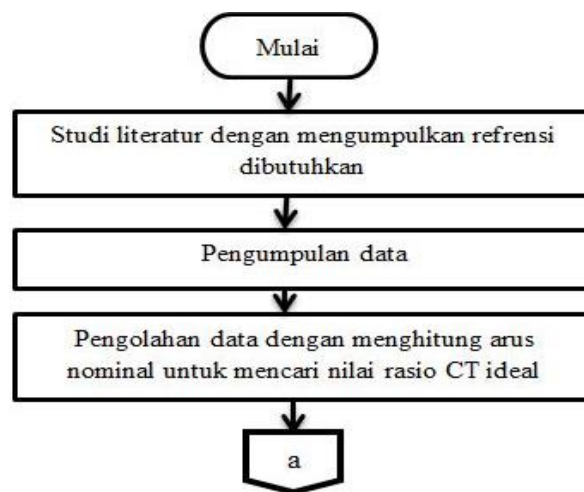 Mulai
Studi literatur dengan mengumpulkan refrensi
dibutuhkan
Pengumpulan data
Pengolahan data dengan menghitung arus
nominal untuk mencari nilai rasio CT ideal
a